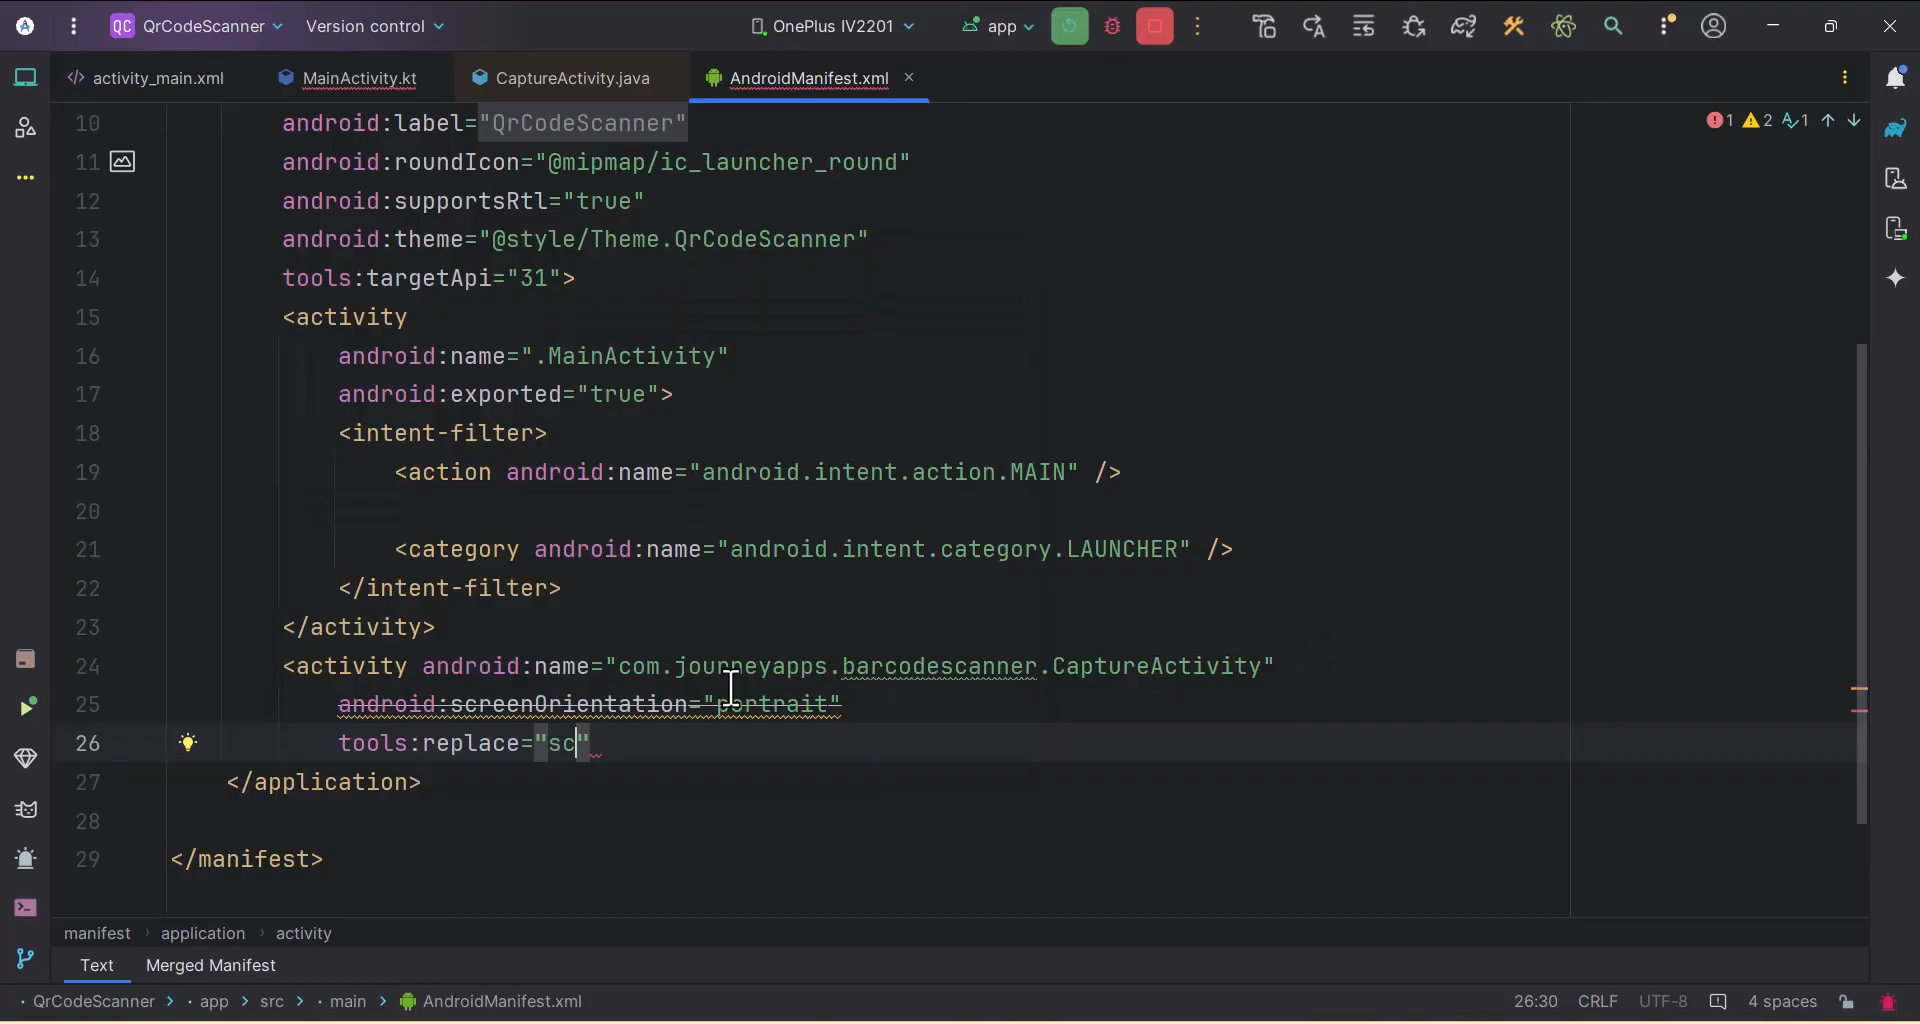 QC QrCodeScanner Version control OnePlus IV2201 app
activity_main.xml MainActivity.kt CaptureActivity.java AndroidManifest.xml
10 android:label="QrCodeScanner" 1 2 1
11 android:roundIcon="@mipmap/ic_launcher_round"
12 android:supportsRtl="true"
13 android:theme="@style/Theme.QrCodeScanner"
14 tools:targetApi="31">
15 <activity
16 android:name=".MainActivity"
17 android:exported="true">
18 <intent-filter>
19 <action android:name="android.intent.action.MAIN" />
20
21 <category android:name="android.intent.category.LAUNCHER" />
22 </intent-filter>
23 </activity>
24 <activity android:name="com.journeyapps.barcodescanner.CaptureActivity"
25 android:screenOrientation="portrait"
26 tools:replace="sc"
27 </application>
28
29 </manifest>
manifest › application › activity
Text Merged Manifest
QrCodeScanner > app > src > main > AndroidManifest.xml 26:30 CRLF UTF-8 4 spaces